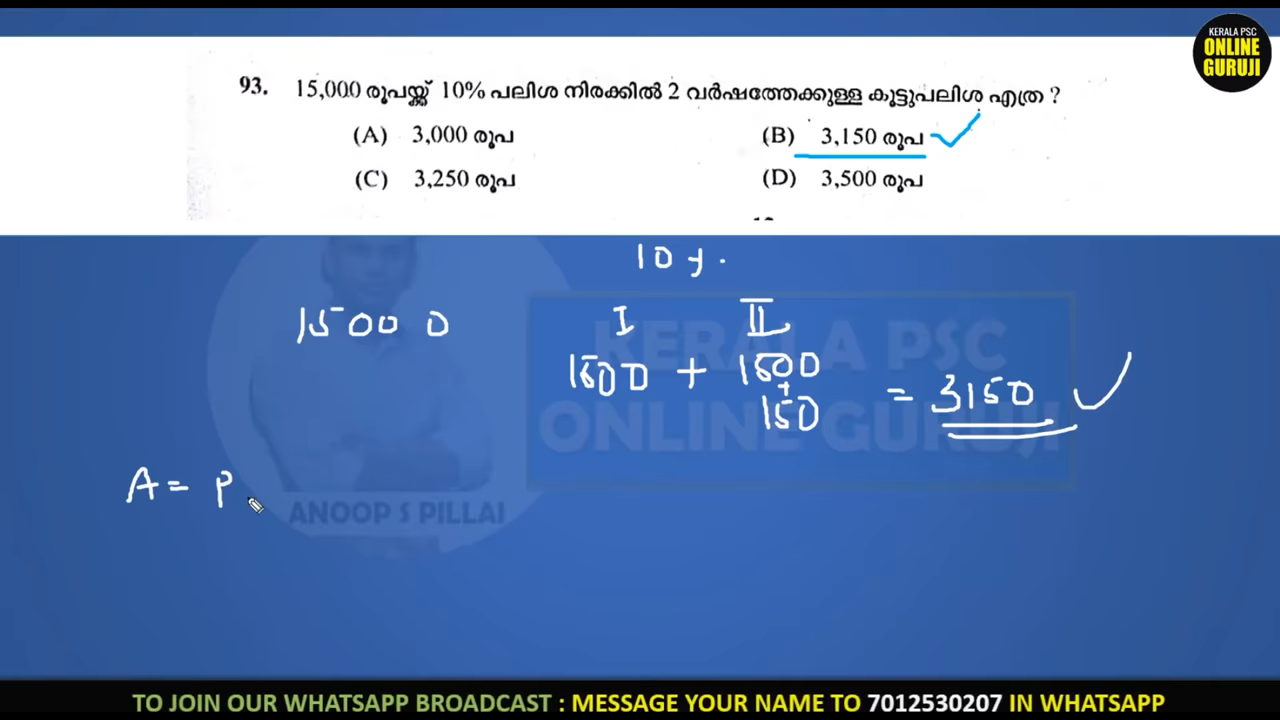 KERALA PSC
ONLINE
GURUJI
93. 15,000 രൂപയ്ക്ക് 10% പലിശ നിരക്കിൽ 2 വർഷത്തേക്കുള്ള കൂട്ടുപലിശ എത്ര ?
(A) 3,000 രൂപ (B) 3,150 രൂപ
(C) 3,250 രൂപ (D) 3,500 രൂപ
10 y.
15000 I II
1500 + 1500
+
150 = 3150
KERALA PSC
ONLINE GURUJI
A = P
ANOOP S PILLAI
TO JOIN OUR WHATSAPP BROADCAST : MESSAGE YOUR NAME TO 7012530207 IN WHATSAPP